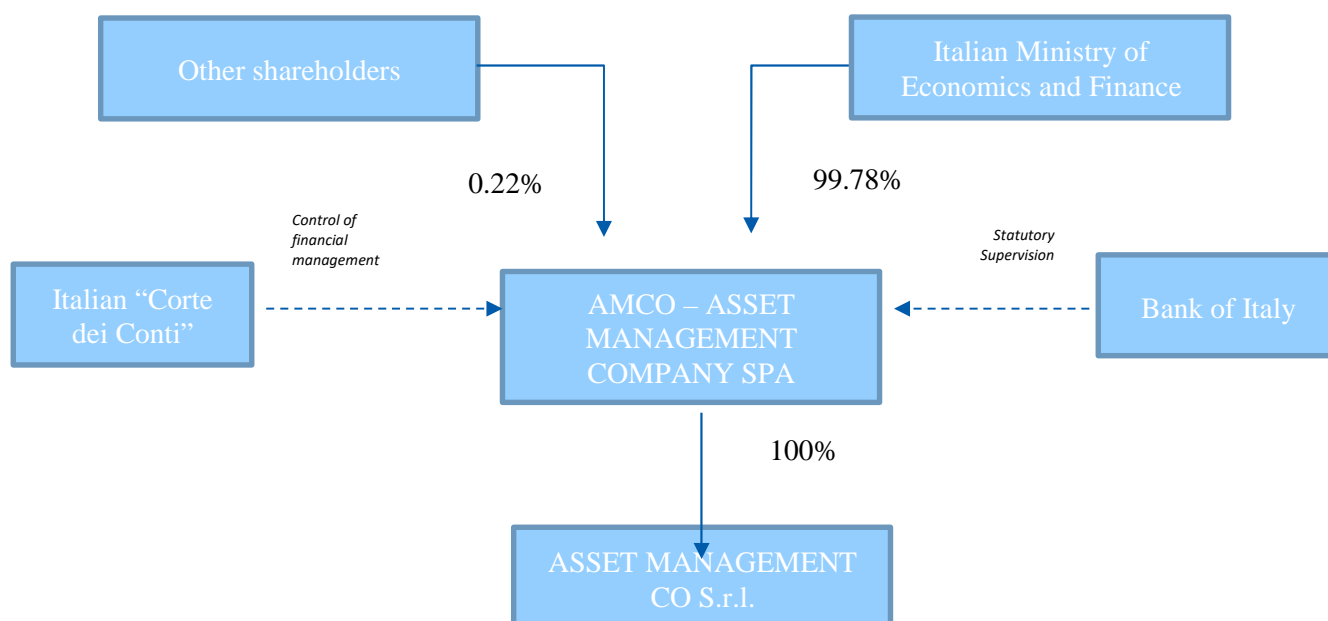 Other shareholders
Italian Ministry of
Economics and Finance
0.22%
99.78%
Control of
financial
management
Statutory
Supervision
Italian “Corte
dei Conti”
AMCO – ASSET
MANAGEMENT
COMPANY SPA
Bank of Italy
100%
ASSET MANAGEMENT
CO S.r.l.